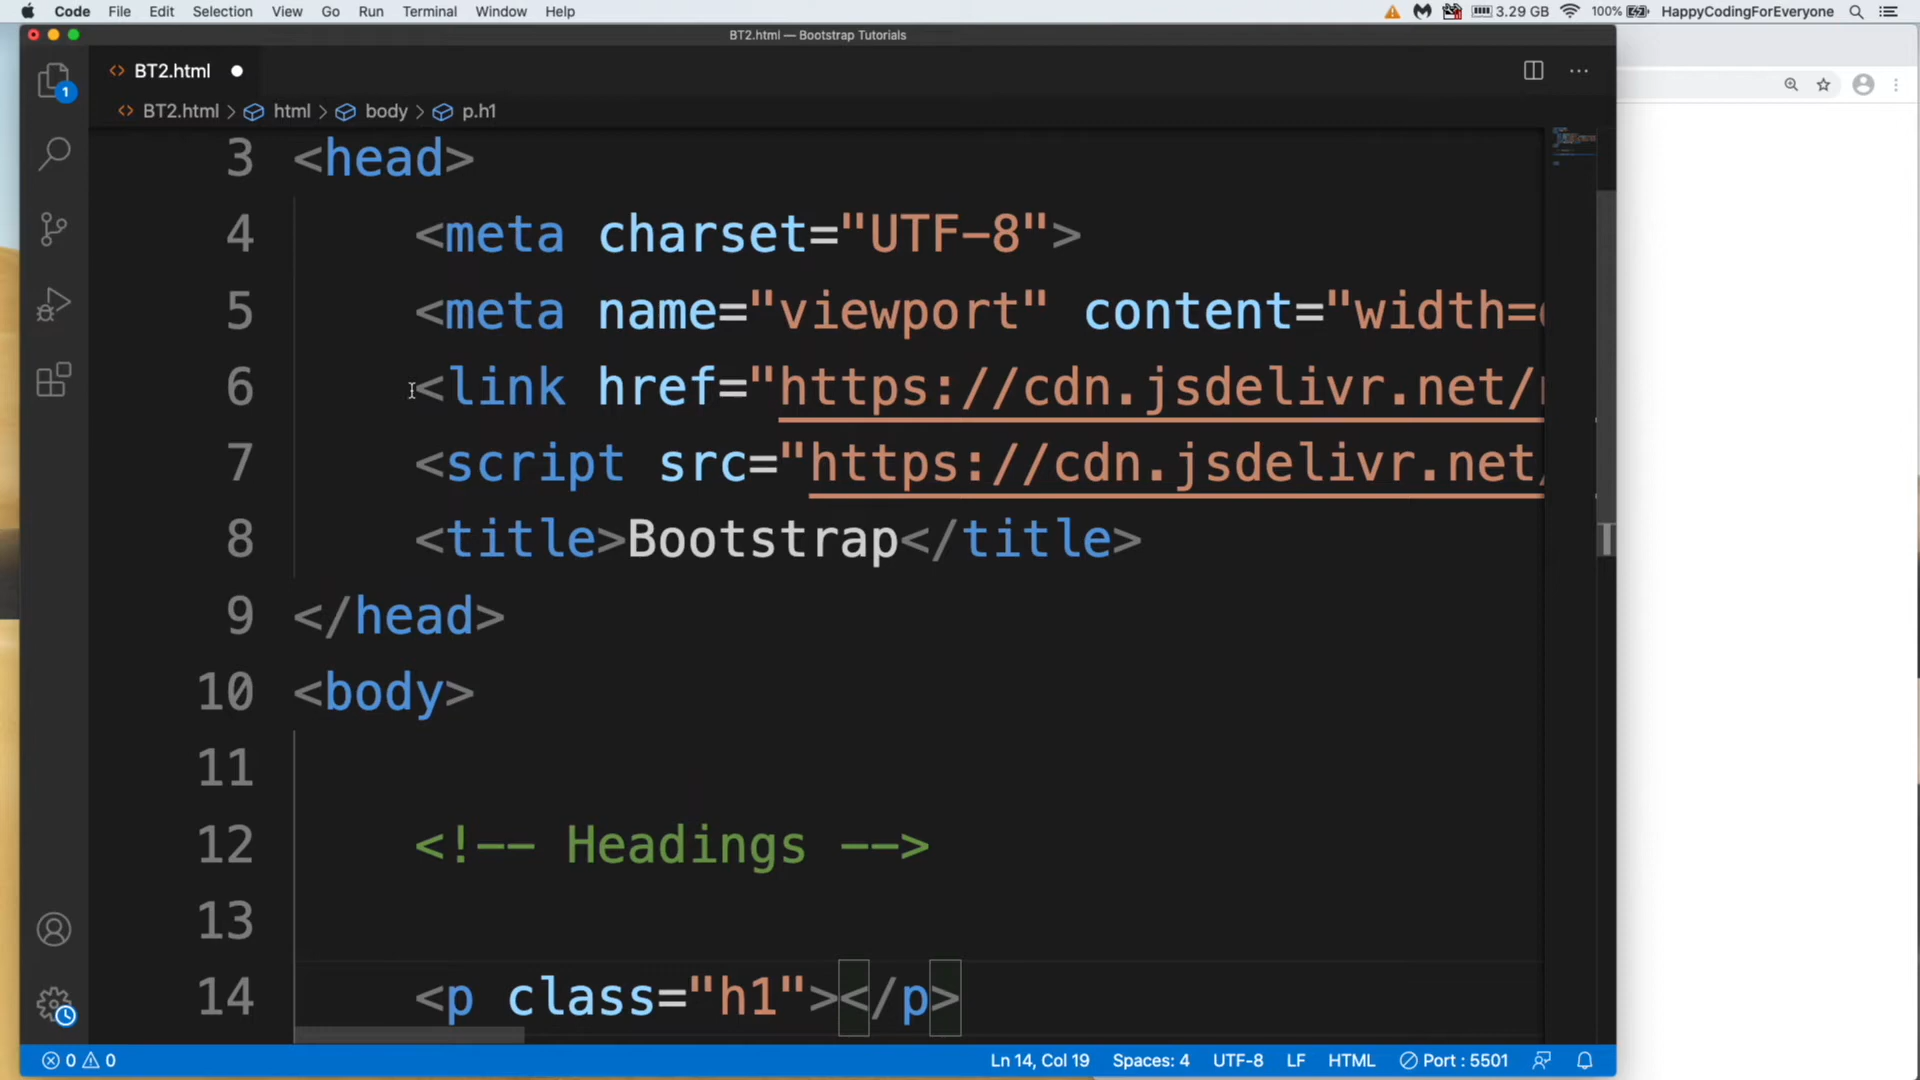 Code File Edit Selection View Go Run Terminal Window Help 3.29 GB 100% HappyCodingForEveryone
BT2.html — Bootstrap Tutorials
BT2.html
1
BT2.html > html > body > p.h1
3 <head>
4 <meta charset="UTF-8">
5 <meta name="viewport" content="width=
6 <link href="https://cdn.jsdelivr.net/
7 <script src="https://cdn.jsdelivr.net/
8 <title>Bootstrap</title>
9 </head>
10 <body>
11
12 <!-- Headings -->
13
14 <p class="h1"></p>
0 0 Ln 14, Col 19 Spaces: 4 UTF-8 LF HTML Port : 5501